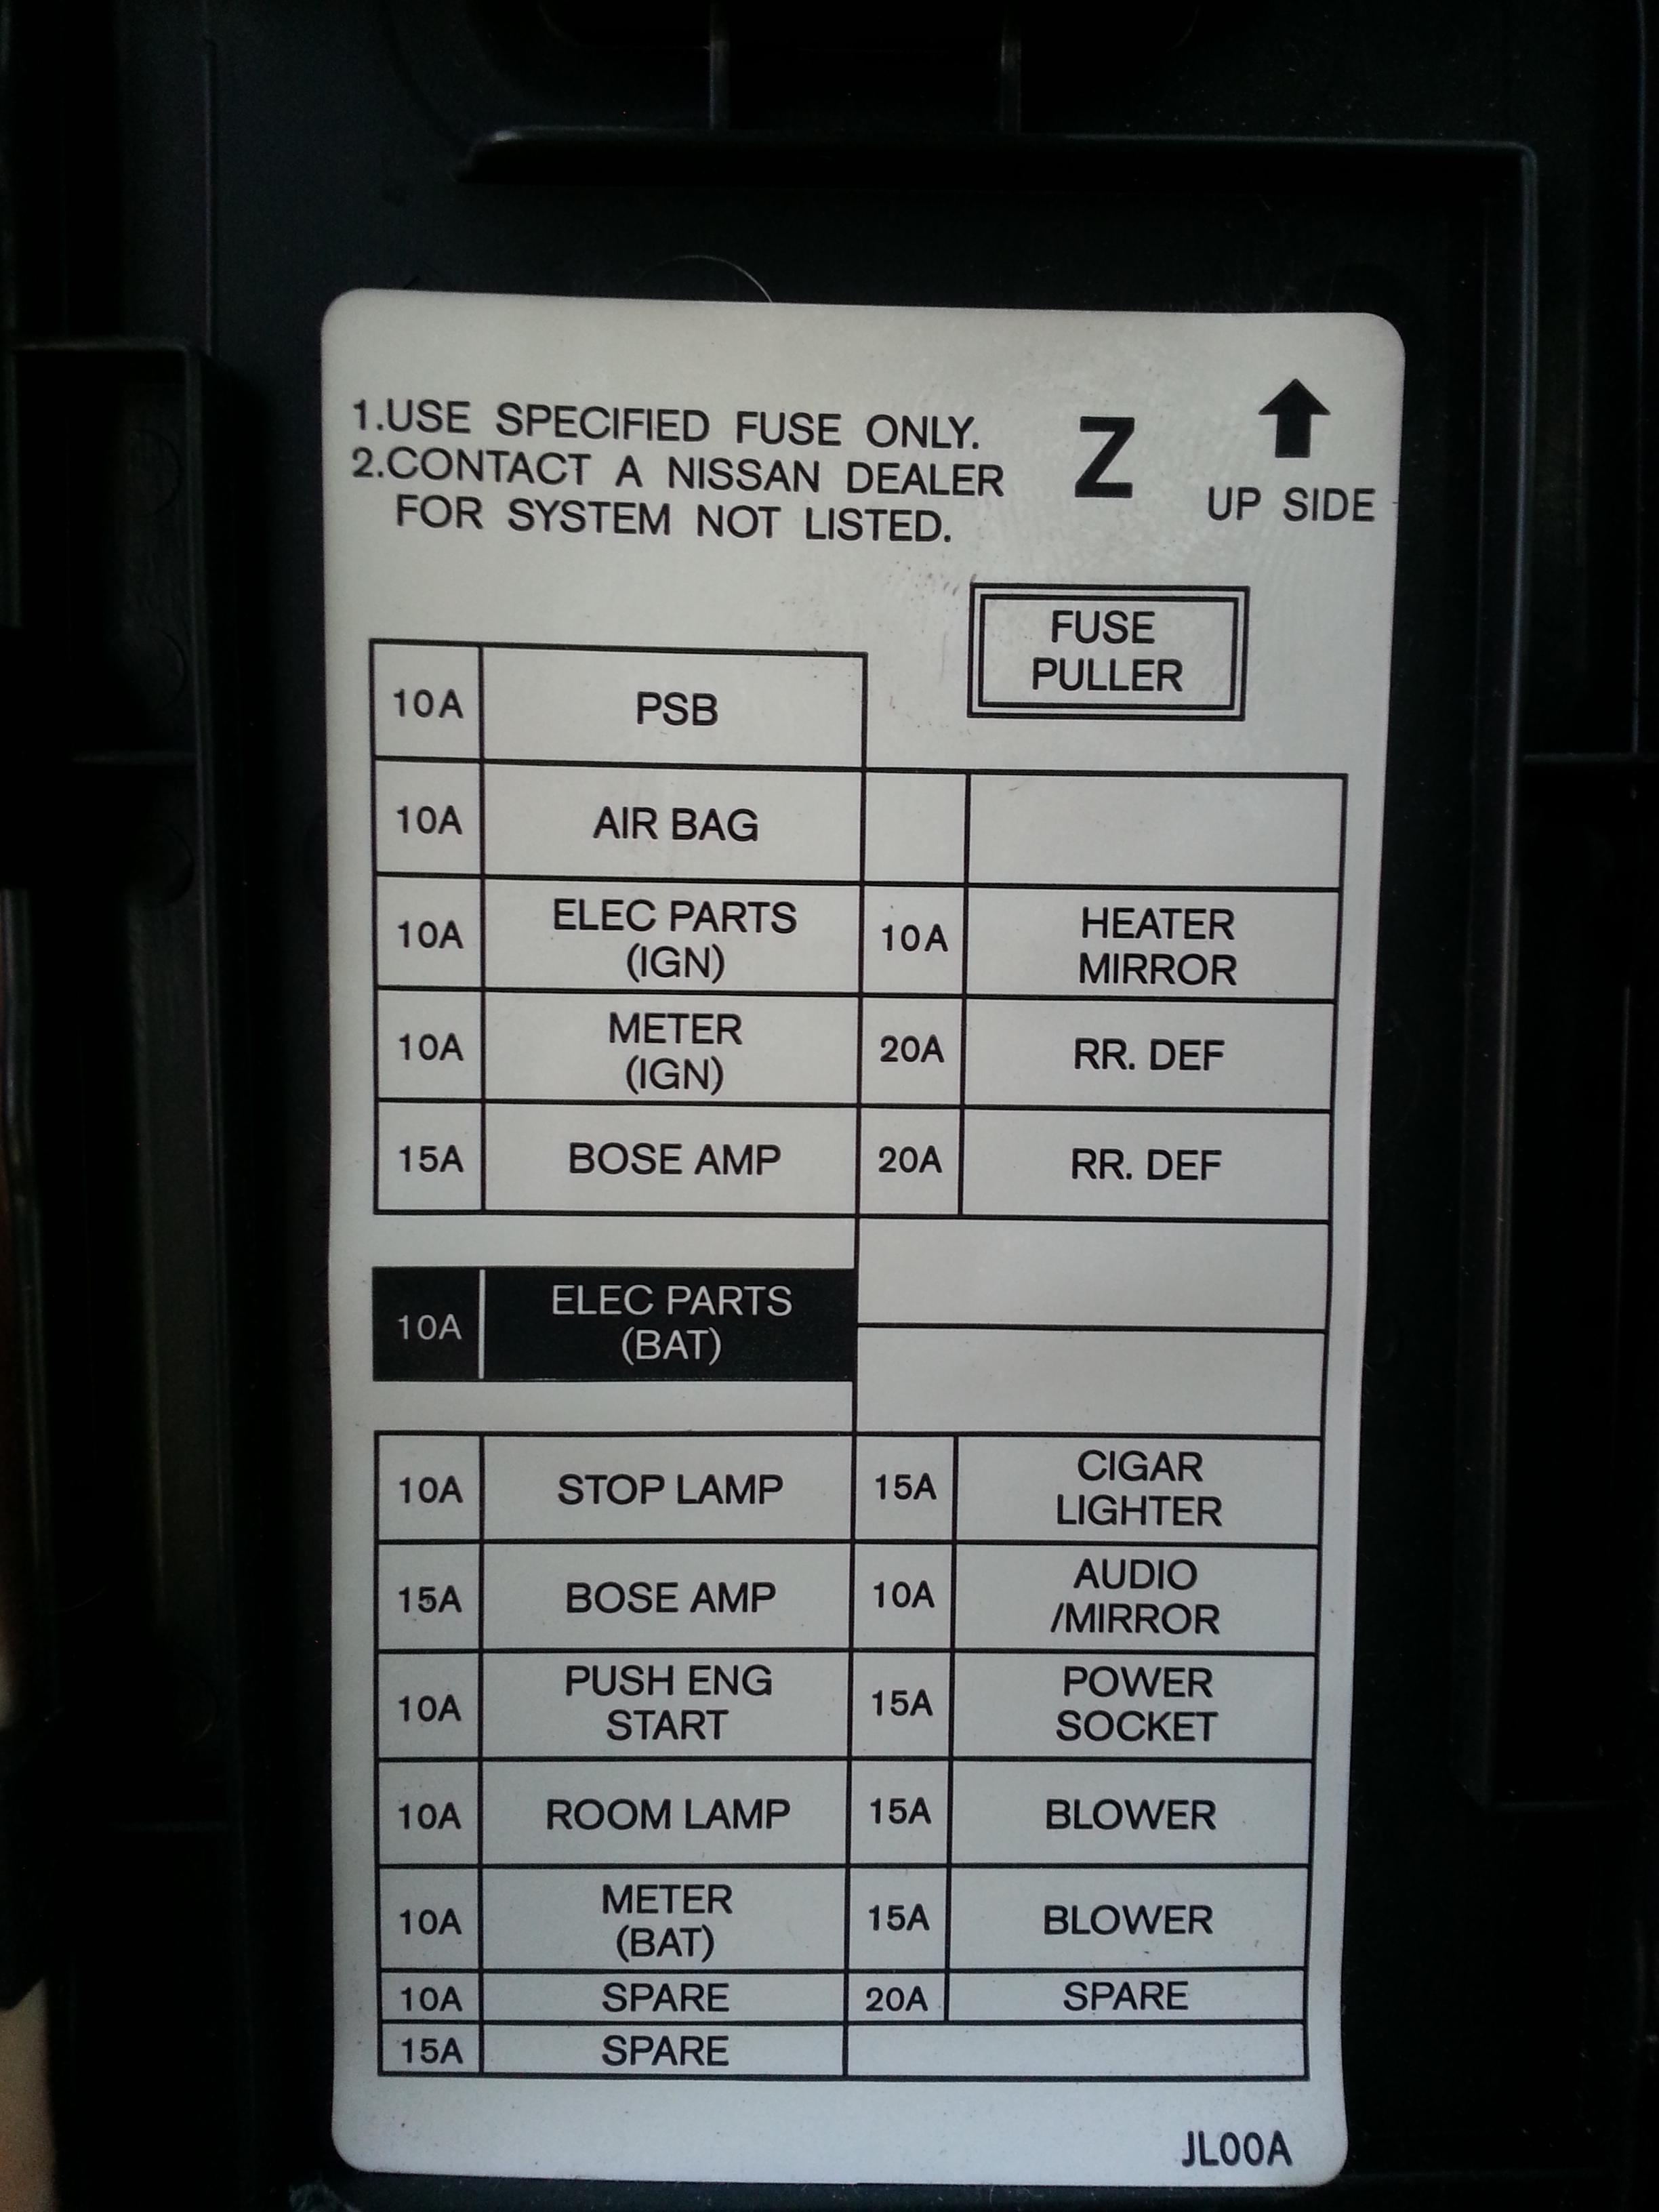 1.USE SPECIFIED FUSE ONLY.
2.CONTACT A NISSAN DEALER
FOR SYSTEM NOT LISTED.
Z
UP SIDE
FUSE
PULLER
10A PSB
10A AIR BAG
10A ELEC PARTS
(IGN)
10A HEATER
MIRROR
10A METER
(IGN)
20A RR. DEF
15A BOSE AMP
20A RR. DEF
10A ELEC PARTS
(BAT)
10A STOP LAMP
15A CIGAR
LIGHTER
15A BOSE AMP
10A AUDIO
/MIRROR
10A PUSH ENG
START
15A POWER
SOCKET
10A ROOM LAMP
15A BLOWER
10A METER
(BAT)
15A BLOWER
10A SPARE
20A SPARE
15A SPARE
JL00A